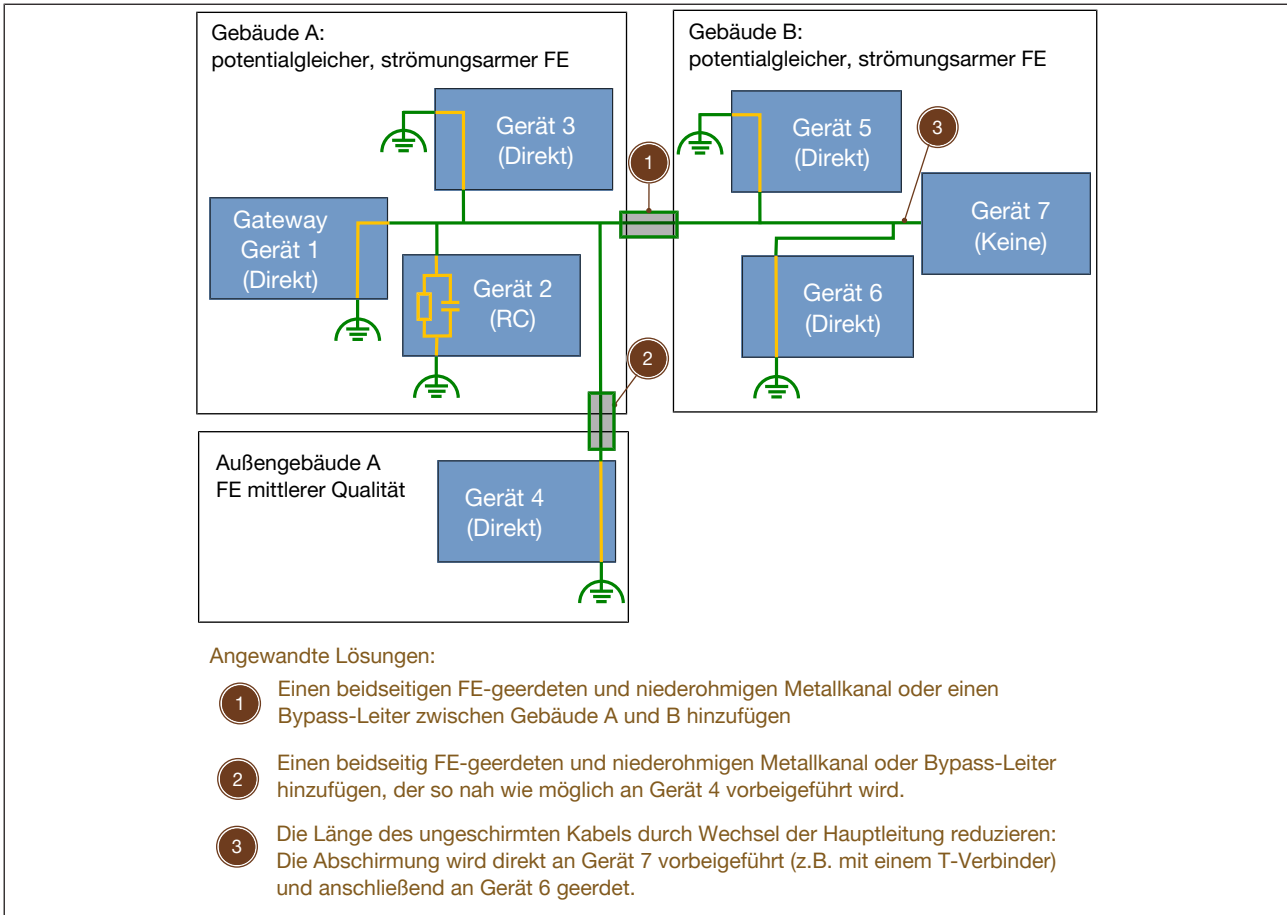 Gebäude A:
potentialgleicher, strömungsarmer FE
Gebäude B:
potentialgleicher, strömungsarmer FE
Gerät 3
(Direkt)
1
Gerät 5
(Direkt)
3
Gateway
Gerät 1
(Direkt)
Gerät 7
(Keine)
Gerät 2
(RC)
Gerät 6
(Direkt)
2
Außengebäude A
FE mittlerer Qualität
Gerät 4
(Direkt)
Angewandte Lösungen:
1
Einen beidseitigen FE-geerdeten und niederohmigen Metallkanal oder einen
Bypass-Leiter zwischen Gebäude A und B hinzufügen
2
Einen beidseitig FE-geerdeten und niederohmigen Metallkanal oder Bypass-Leiter
hinzufügen, der so nah wie möglich an Gerät 4 vorbeigeführt wird.
3
Die Länge des ungeschirmten Kabels durch Wechsel der Hauptleitung reduzieren:
Die Abschirmung wird direkt an Gerät 7 vorbeigeführt (z.B. mit einem T-Verbinder)
und anschließend an Gerät 6 geerdet.